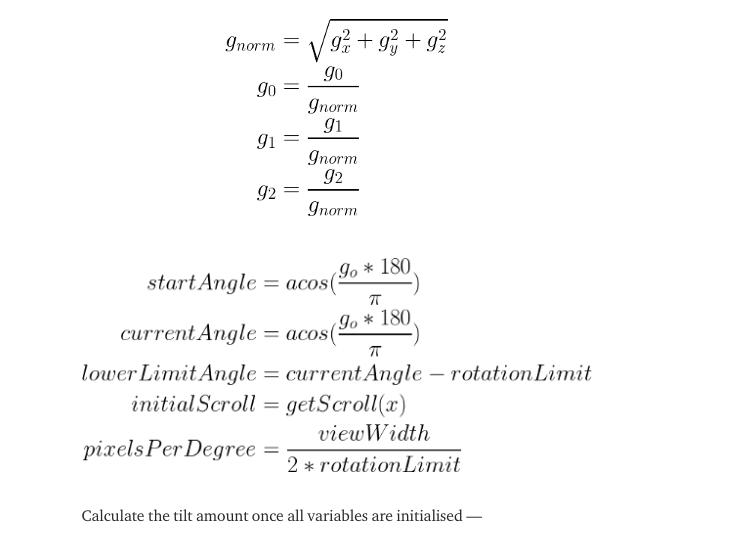 g_{norm} = \sqrt{g_x^2 + g_y^2 + g_z^2}
g_0 = \frac{g_0}{g_{norm}}
g_1 = \frac{g_1}{g_{norm}}
g_2 = \frac{g_2}{g_{norm}}
startAngle = acos(\frac{g_o * 180}{\pi})
currentAngle = acos(\frac{g_o * 180}{\pi})
lowerLimitAngle = currentAngle − rotationLimit
initialScroll = getScroll(x)
pixelsPerDegree = \frac{viewWidth}{2 * rotationLimit}
Calculate the tilt amount once all variables are initialised —